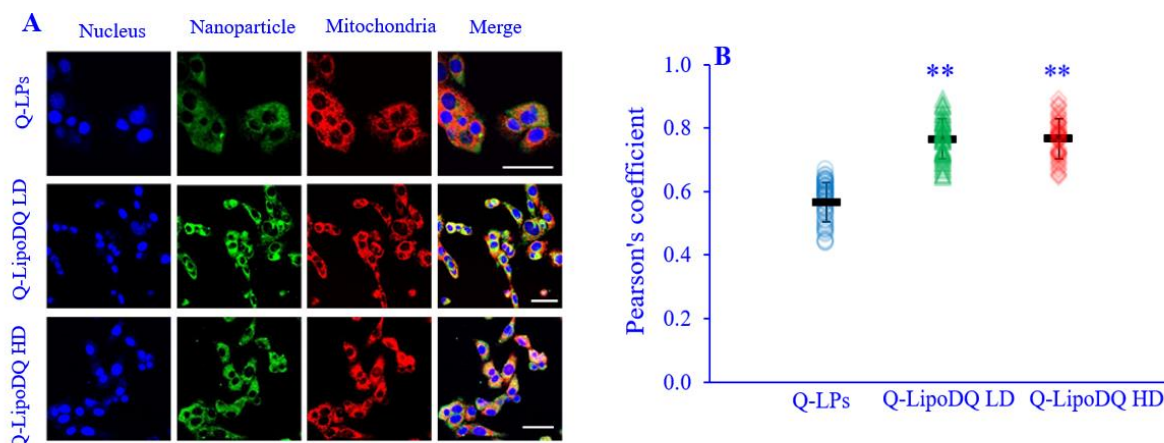 A
Nucleus Nanoparticle Mitochondria Merge
Q-LPs
Q-LipoDQ LD
Q-LipoDQ HD
B
** **
Pearson's coefficient
1.0
0.8
0.6
0.4
0.2
0.0
Q-LPs Q-LipoDQ LD Q-LipoDQ HD